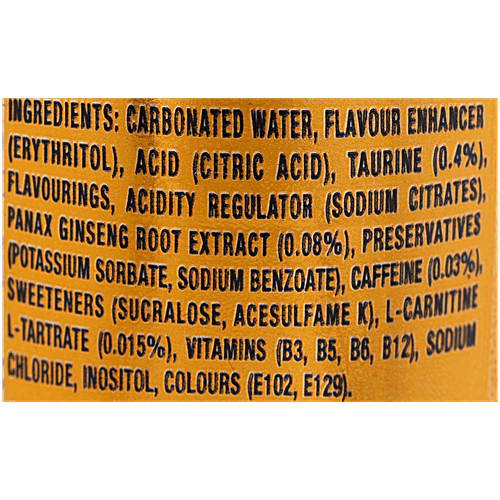 INGREDIENTS: CARBONATED WATER, FLAVOUR ENHANCER
(ERYTHRITOL), ACID (CITRIC ACID), TAURINE (0.4%),
FLAVOURINGS, ACIDITY REGULATOR (SODIUM CITRATES),
PANAX GINSENG ROOT EXTRACT (0.08%), PRESERVATIVES
(POTASSIUM SORBATE, SODIUM BENZOATE), CAFFEINE (0.03%),
SWEETENERS (SUCRALOSE, ACESULFAME K), L-CARNITINE
L-TARTRATE (0.015%), VITAMINS (B3, B5, B6, B12), SODIUM
CHLORIDE, INOSITOL, COLOURS (E102, E129).